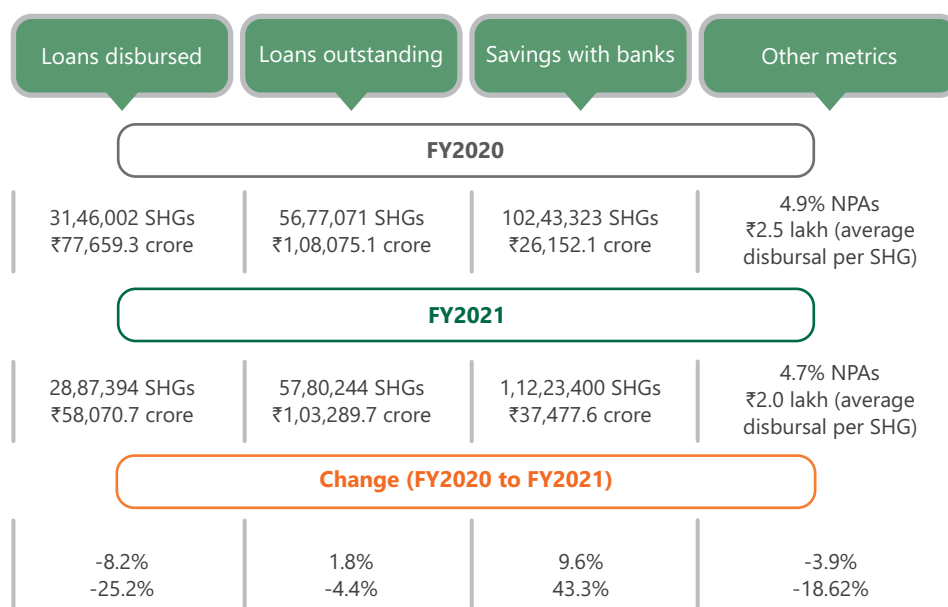 Loans disbursed
Loans outstanding
Savings with banks
Other metrics
FY2020
31,46,002 SHGs
₹77,659.3 crore
56,77,071 SHGs
₹1,08,075.1 crore
102,43,323 SHGs
₹26,152.1 crore
4.9% NPAs
₹2.5 lakh (average
disbursal per SHG)
FY2021
28,87,394 SHGs
₹58,070.7 crore
57,80,244 SHGs
₹1,03,289.7 crore
1,12,23,400 SHGs
₹37,477.6 crore
4.7% NPAs
₹2.0 lakh (average
disbursal per SHG)
Change (FY2020 to FY2021)
-8.2%
-25.2%
1.8%
-4.4%
9.6%
43.3%
-3.9%
-18.62%